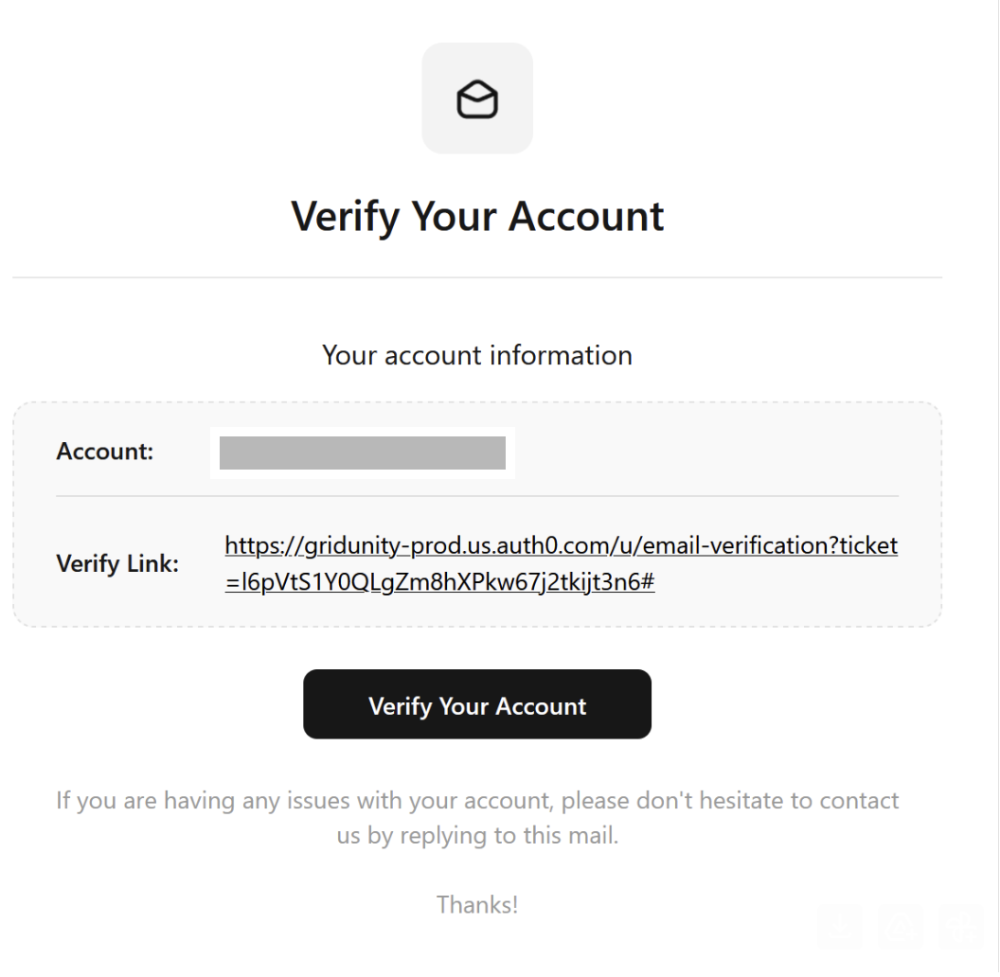 Verify Your Account
Your account information
Account:
Verify Link:
https://gridunity-prod.us.auth0.com/u/email-verification?ticket
=l6pVtS1Y0QLgZm8hXPkw67j2tkijt3n6#
Verify Your Account
If you are having any issues with your account, please don't hesitate to contact
us by replying to this mail.
Thanks!